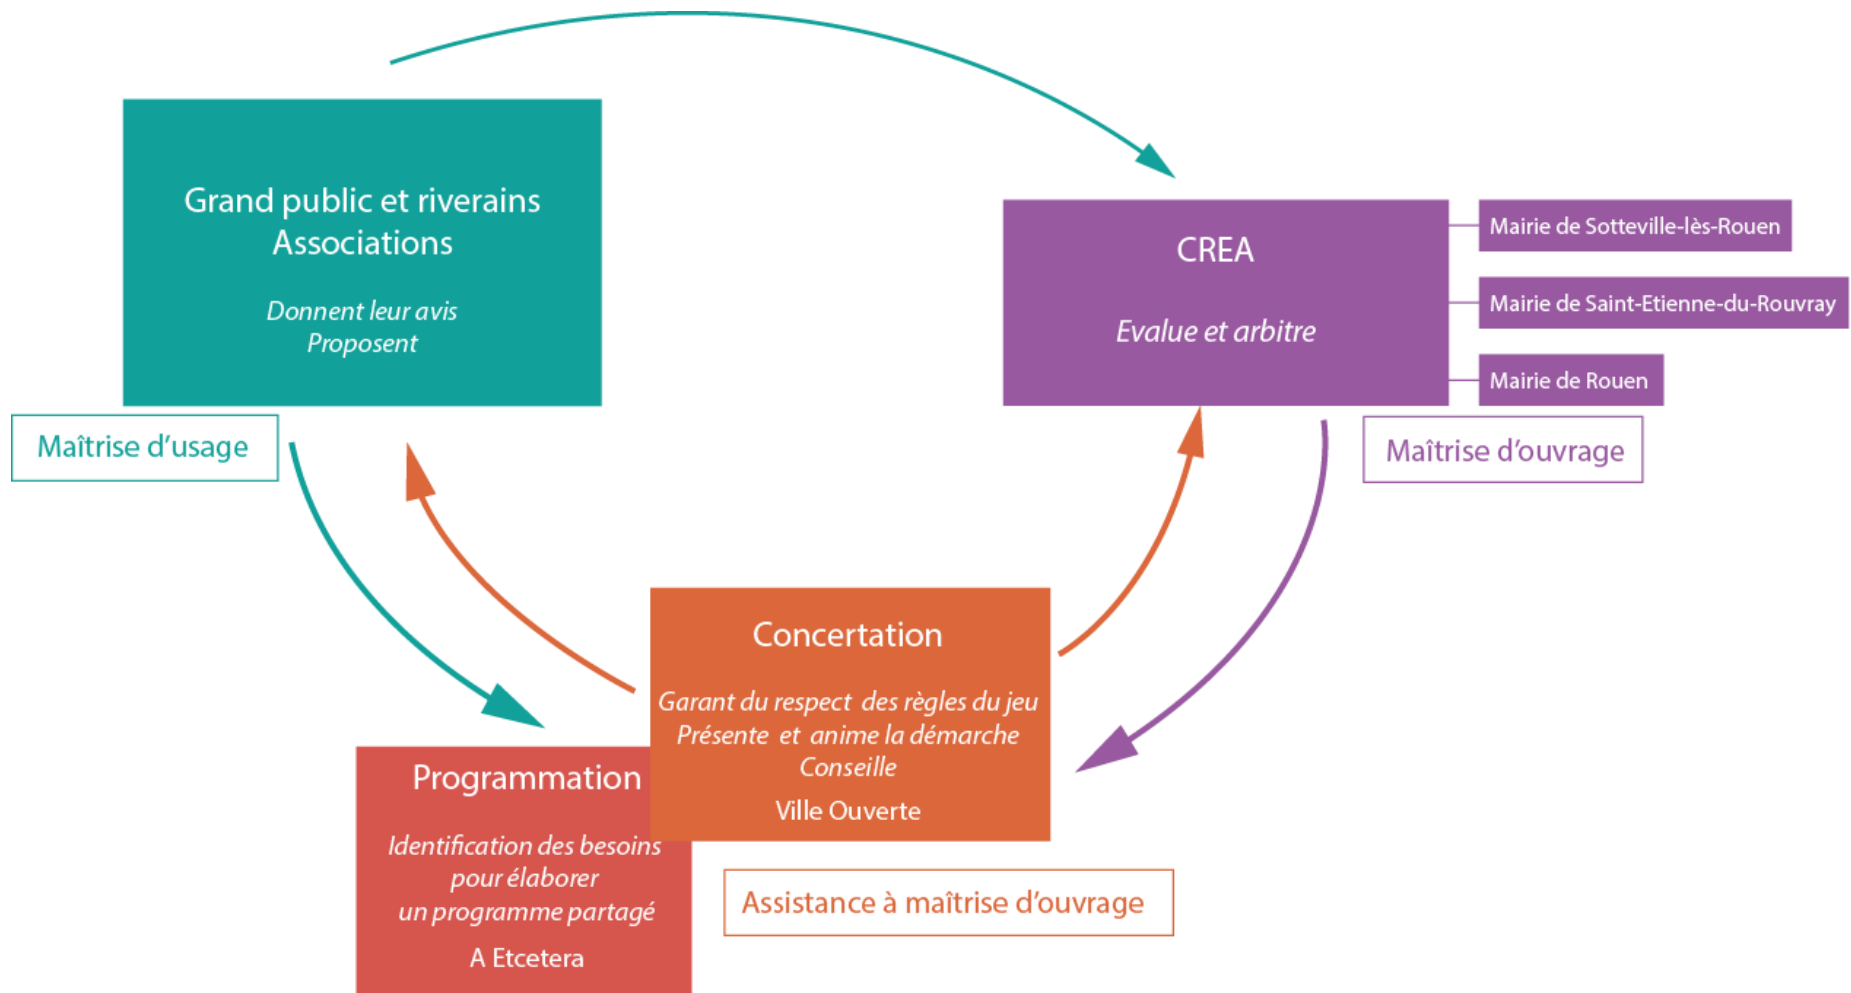 Grand public et riverains
Associations
Donnent leur avis
Proposent
Maîtrise d’usage
CREA
Evalue et arbitre
Mairie de Sotteville-lès-Rouen
Mairie de Saint-Etienne-du-Rouvray
Mairie de Rouen
Maîtrise d’ouvrage
Concertation
Garant du respect des règles du jeu
Présente et anime la démarche
Conseille
Ville Ouverte
Programmation
Identification des besoins
pour élaborer
un programme partagé
A Etcetera
Assistance à maîtrise d’ouvrage